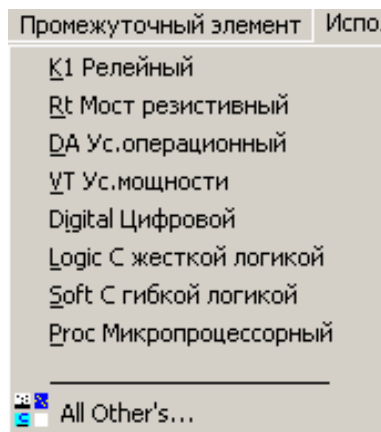 Промежуточный элемент Испо
K1 Релейный
Rt Мост резистивный
DA Ус.операционный
VT Ус.мощности
Digital Цифровой
Logic С жесткой логикой
Soft С гибкой логикой
Proc Микропроцессорный
All Other's...